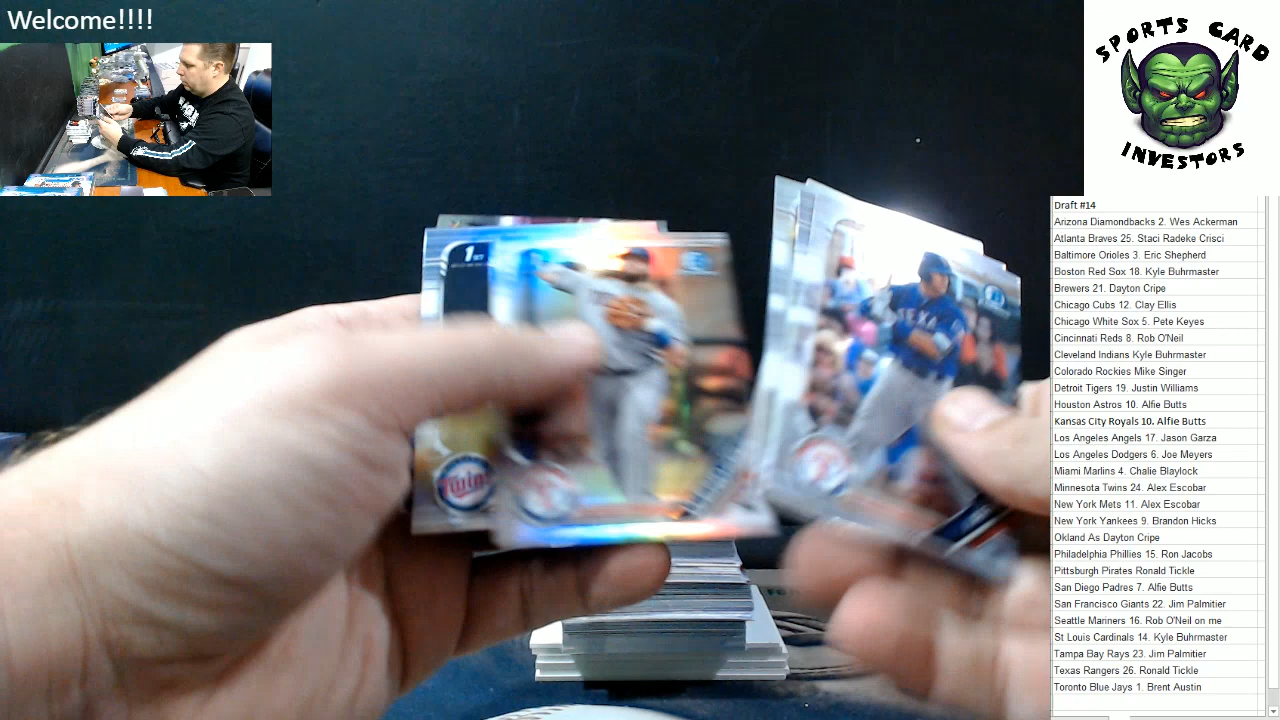 Welcome!!!!
SPORTS CARD
INVESTORS
Draft #14
Arizona Diamondbacks 2. Wes Ackerman
Atlanta Braves 25. Staci Radeke Crisci
Baltimore Orioles 3. Eric Shepherd
Boston Red Sox 18. Kyle Buhrmaster
Brewers 21. Dayton Cripe
Chicago Cubs 12. Clay Ellis
Chicago White Sox 5. Pete Keyes
Cincinnati Reds 8. Rob O'Neil
Cleveland Indians Kyle Buhrmaster
Colorado Rockies Mike Singer
Detroit Tigers 19. Justin Williams
Houston Astros 10. Alfie Butts
Kansas City Royals 10. Alfie Butts
Los Angeles Angels 17. Jason Garza
Los Angeles Dodgers 6. Joe Meyers
Miami Marlins 4. Chalie Blaylock
Minnesota Twins 24. Alex Escobar
New York Mets 11. Alex Escobar
New York Yankees 9. Brandon Hicks
Okland As Dayton Cripe
Philadelphia Phillies 15. Ron Jacobs
Pittsburgh Pirates Ronald Tickle
San Diego Padres 7. Alfie Butts
San Francisco Giants 22. Jim Palmitier
Seattle Mariners 16. Rob O'Neil on me
St Louis Cardinals 14. Kyle Buhrmaster
Tampa Bay Rays 23. Jim Palmitier
Texas Rangers 26. Ronald Tickle
Toronto Blue Jays 1. Brent Austin
1st
Twins
TEXA